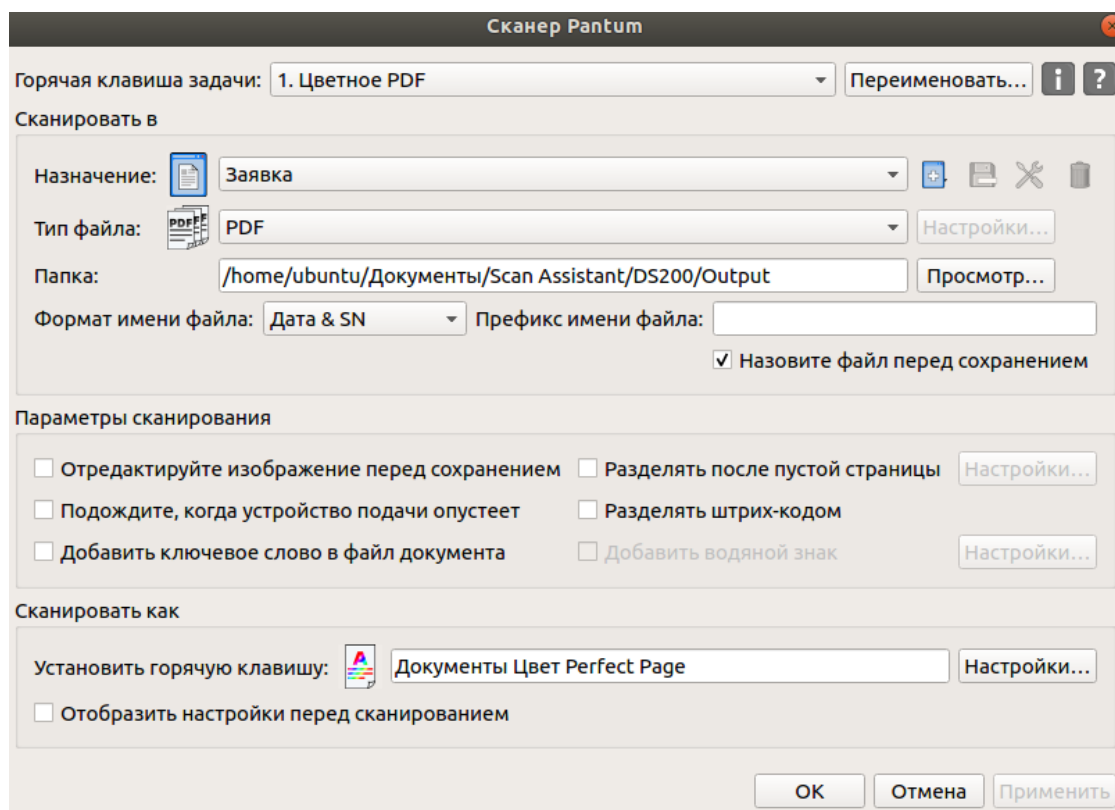 Сканер Pantum
Горячая клавиша задачи: 1. Цветное PDF Переименовать... i ?
Сканировать в
Назначение: Заявка
Тип файла: PDF PDF Настройки...
Папка: /home/ubuntu/Документы/Scan Assistant/DS200/Output Просмотр...
Формат имени файла: Дата & SN Префикс имени файла:
Назовите файл перед сохранением
Параметры сканирования
Отредактируйте изображение перед сохранением Разделять после пустой страницы Настройки...
Подождите, когда устройство подачи опустеет Разделять штрих-кодом
Добавить ключевое слово в файл документа Добавить водяной знак Настройки...
Сканировать как
Установить горячую клавишу: A Документы Цвет Perfect Page Настройки...
Отобразить настройки перед сканированием
ОК Отмена Применить